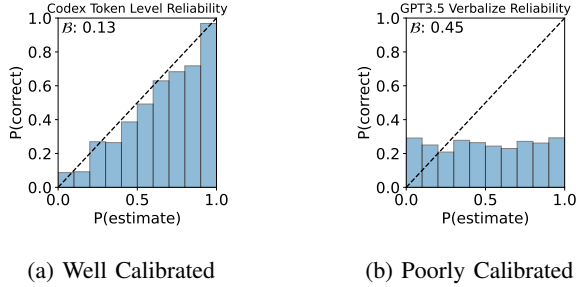 Codex Token Level Reliability
ℬ: 0.13
1.0
0.8
0.6
0.4
0.2
0.0
P(correct)
0.0 0.5 1.0
P(estimate)
(a) Well Calibrated
GPT3.5 Verbalize Reliability
ℬ: 0.45
1.0
0.8
0.6
0.4
0.2
0.0
P(correct)
0.0 0.5 1.0
P(estimate)
(b) Poorly Calibrated